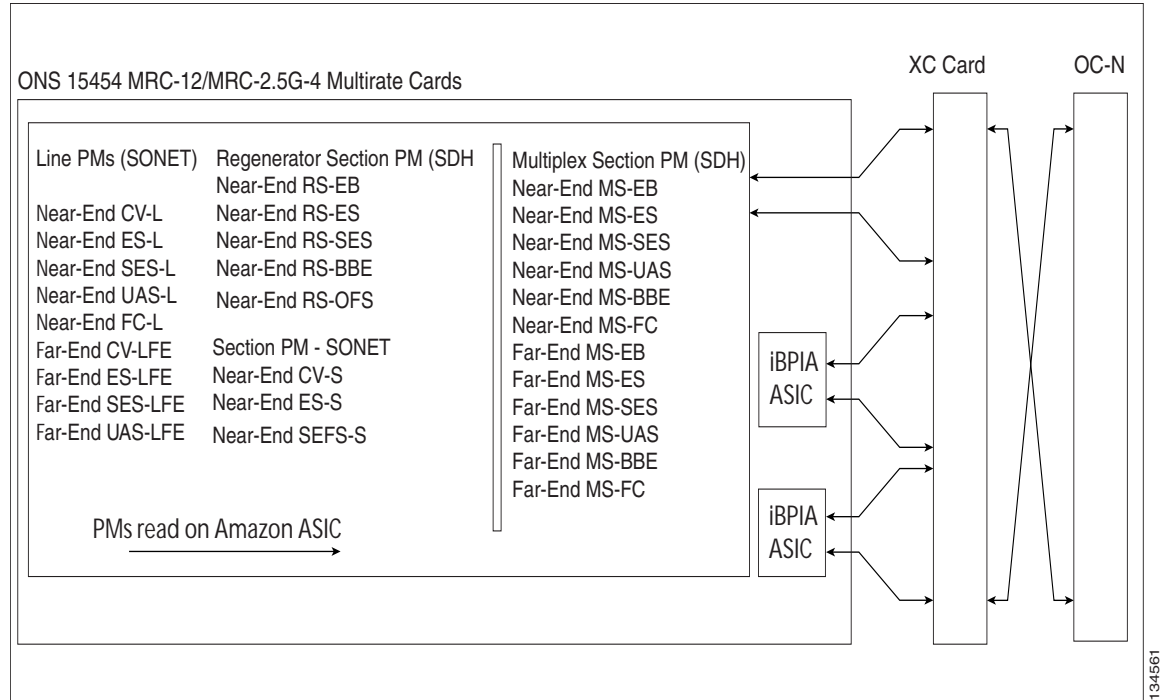 ONS 15454 MRC-12/MRC-2.5G-4 Multirate Cards
XC Card
OC-N
Line PMs (SONET)
Near-End CV-L
Near-End ES-L
Near-End SES-L
Near-End UAS-L
Near-End FC-L
Far-End CV-LFE
Far-End ES-LFE
Far-End SES-LFE
Far-End UAS-LFE
Regenerator Section PM (SDH
Near-End RS-EB
Near-End RS-ES
Near-End RS-SES
Near-End RS-BBE
Near-End RS-OFS
Section PM - SONET
Near-End CV-S
Near-End ES-S
Near-End SEFS-S
Multiplex Section PM (SDH)
Near-End MS-EB
Near-End MS-ES
Near-End MS-SES
Near-End MS-UAS
Near-End MS-BBE
Near-End MS-FC
Far-End MS-EB
Far-End MS-ES
Far-End MS-SES
Far-End MS-UAS
Far-End MS-BBE
Far-End MS-FC
PMs read on Amazon ASIC
iBPIA
ASIC
iBPIA
ASIC
134561